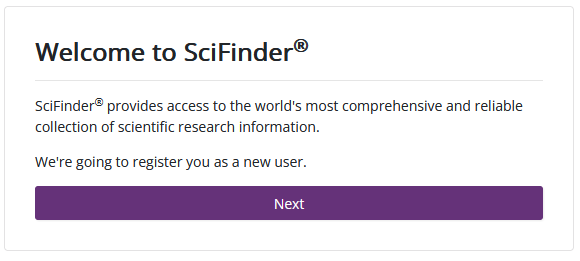 Welcome to SciFinder®
SciFinder® provides access to the world's most comprehensive and reliable
collection of scientific research information.
We're going to register you as a new user.
Next